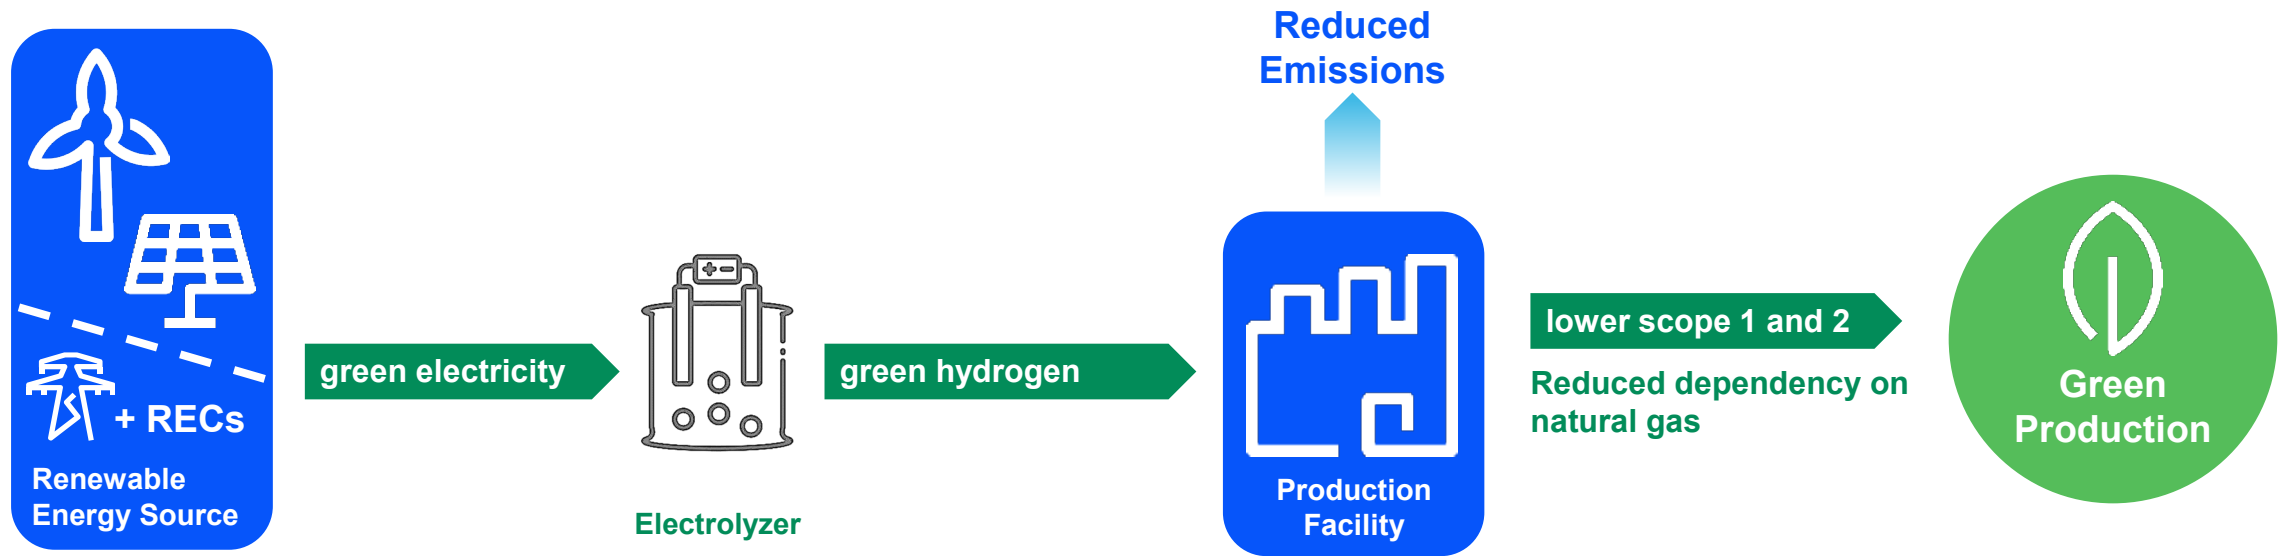 + RECs
Renewable
Energy Source
green electricity
Electrolyzer
green hydrogen
Reduced
Emissions
Production
Facility
lower scope 1 and 2
Reduced dependency on
natural gas
Green
Production